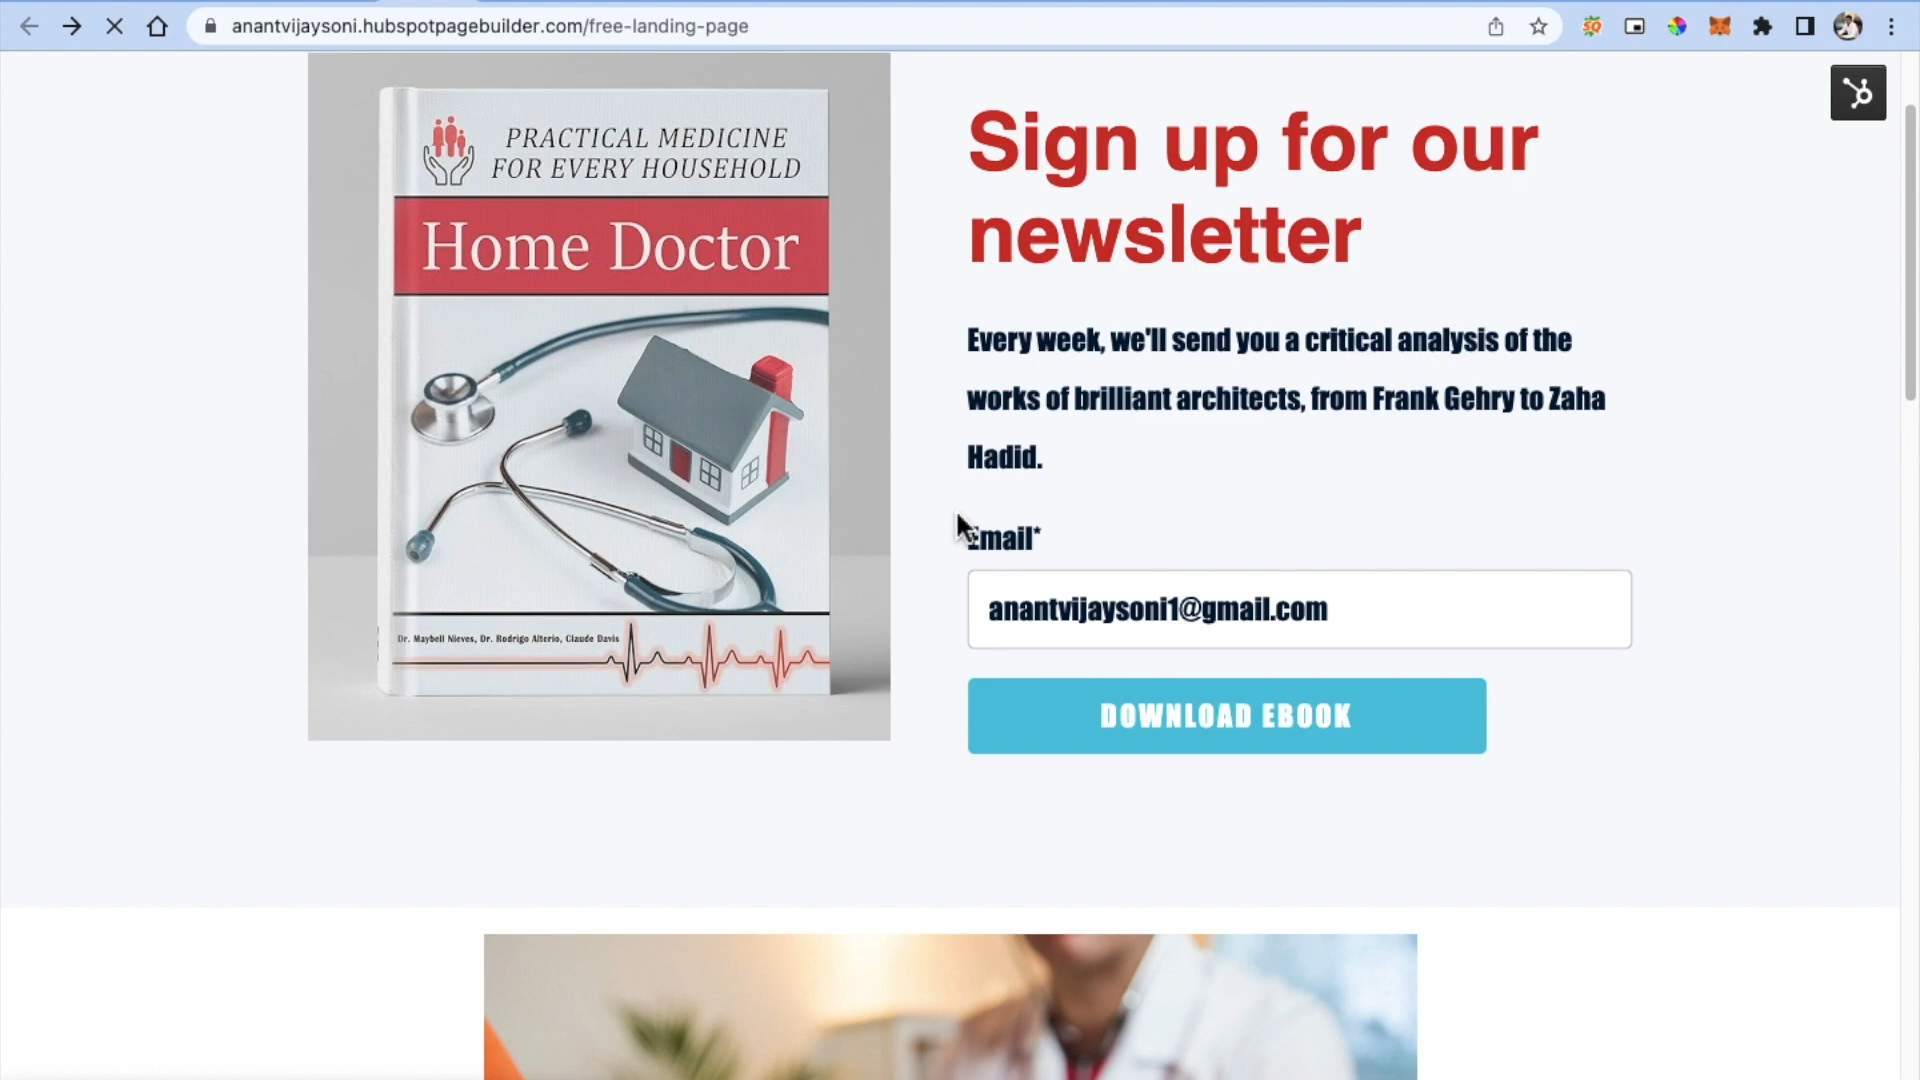 anantvijaysoni.hubspotpagebuilder.com/free-landing-page
SQ
PRACTICAL MEDICINE
FOR EVERY HOUSEHOLD
Home Doctor
Dr. Maybell Nieves, Dr. Rodrigo Alterio, Claude Davis
Sign up for our
newsletter
Every week, we'll send you a critical analysis of the
works of brilliant architects, from Frank Gehry to Zaha
Hadid.
Email*
anantvijaysoni1@gmail.com
DOWNLOAD EBOOK